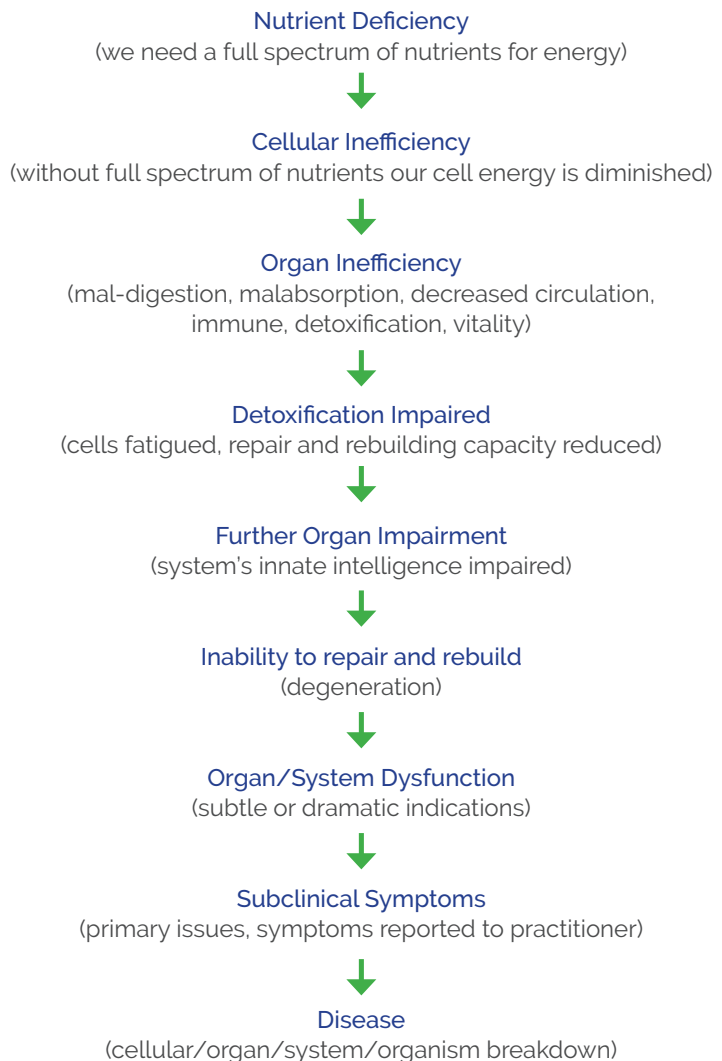 Nutrient Deficiency
(we need a full spectrum of nutrients for energy)
Cellular Inefficiency
(without full spectrum of nutrients our cell energy is diminished)
Organ Inefficiency
(mal-digestion, malabsorption, decreased circulation,
immune, detoxification, vitality)
Detoxification Impaired
(cells fatigued, repair and rebuilding capacity reduced)
Further Organ Impairment
(system's innate intelligence impaired)
Inability to repair and rebuild
(degeneration)
Organ/System Dysfunction
(subtle or dramatic indications)
Subclinical Symptoms
(primary issues, symptoms reported to practitioner)
Disease
(cellular/organ/system/organism breakdown)